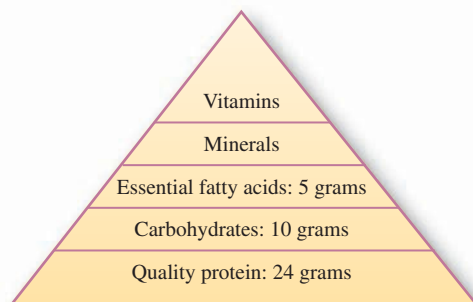 Vitamins
Minerals
Essential fatty acids: 5 grams
Carbohydrates: 10 grams
Quality protein: 24 grams